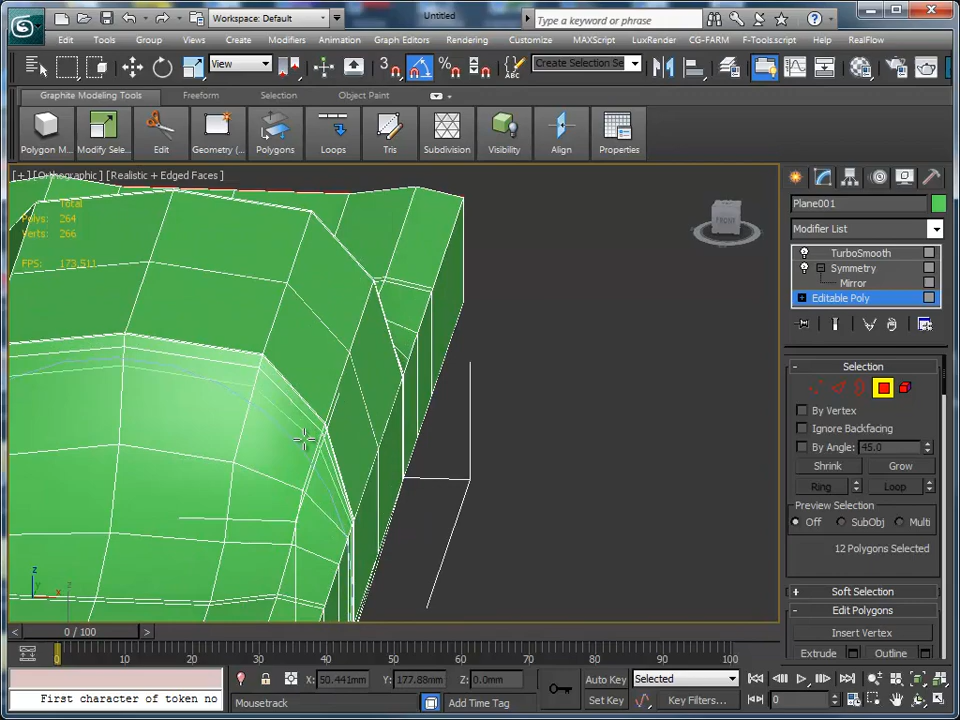 Workspace: Default
Untitled
Type a keyword or phrase
Edit Tools Group Views Create Modifiers Animation Graph Editors Rendering Customize MAXScript LuxRender CG-FARM F-Tools.script Help RealFlow
View
3
Create Selection Se
Graphite Modeling Tools Freeform Selection Object Paint
Polygon M Modify Sele Edit Geometry ( Polygons Loops Tris Subdivision Visibility Align Properties
[+] [Orthographic ] [Realistic + Edged Faces ]
Total
Polys: 264
Verts: 266
FPS: 173.511
FRONT
Plane001
Modifier List
TurboSmooth
Symmetry
Mirror
Editable Poly
Selection
By Vertex
Ignore Backfacing
By Angle: 45.0
Shrink Grow
Ring Loop
Preview Selection
Off SubObj Multi
12 Polygons Selected
Soft Selection
Edit Polygons
Insert Vertex
Extrude Outline
z
x
0 / 100
0 10 20 30 40 50 60 70 80 90 100
X: 50.441mm Y: 177.88mm Z: 0.0mm
Auto Key Selected
First character of token no
Mousetrack
Add Time Tag
Set Key Key Filters...
0